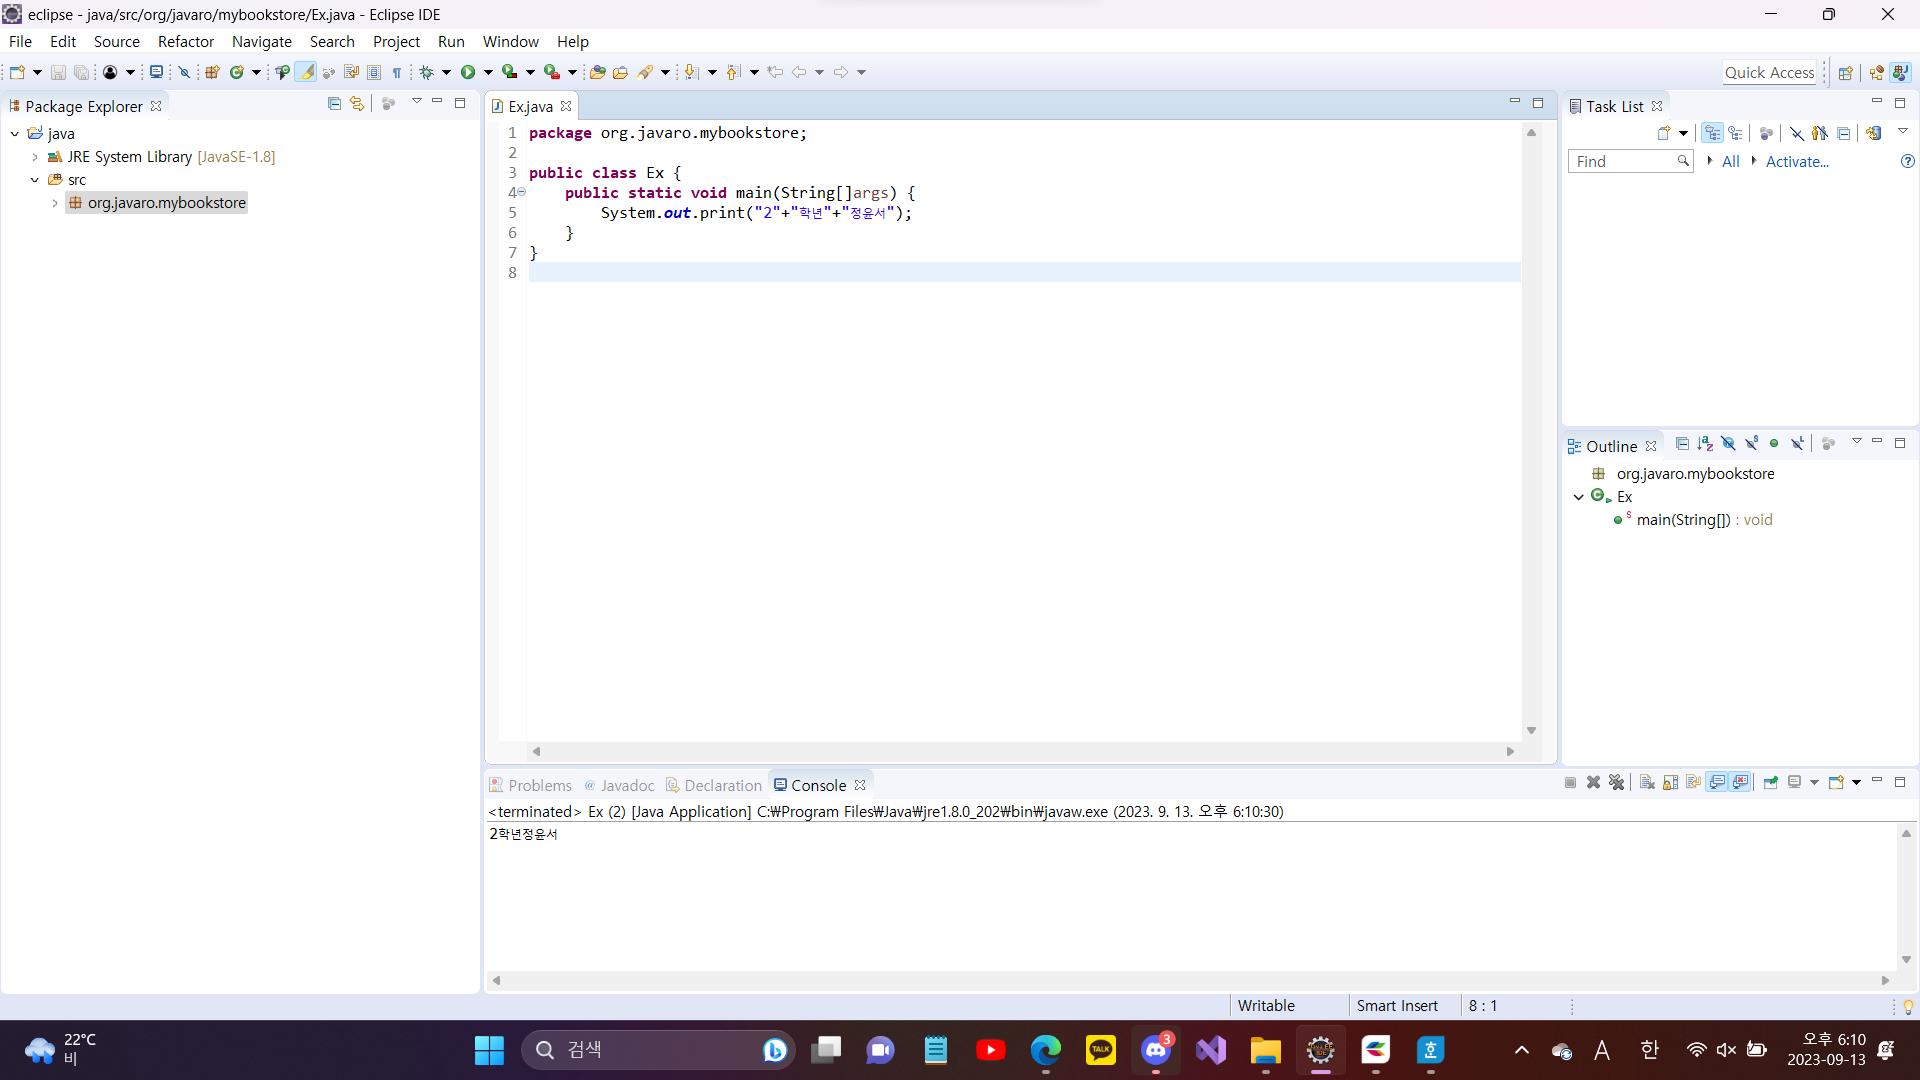 eclipse - java/src/org/javaro/mybookstore/Ex.java - Eclipse IDE
File Edit Source Refactor Navigate Search Project Run Window Help
Quick Access
Package Explorer
java
JRE System Library [JavaSE-1.8]
src
org.javaro.mybookstore
Ex.java
1 package org.javaro.mybookstore;
2
3 public class Ex {
4 public static void main(String[]args) {
5 System.out.print("2"+"학년"+"정윤서");
6 }
7 }
8
Task List
Find All Activate...
Outline
org.javaro.mybookstore
Ex
main(String[]) : void
Problems @ Javadoc Declaration Console
<terminated> Ex (2) [Java Application] C:₩Program Files₩Java₩jre1.8.0_202₩bin₩javaw.exe (2023. 9. 13. 오후 6:10:30)
2학년정윤서
Writable Smart Insert 8 : 1
22°C
비
검색
TALK
3
호
A
한
오후 6:10
2023-09-13